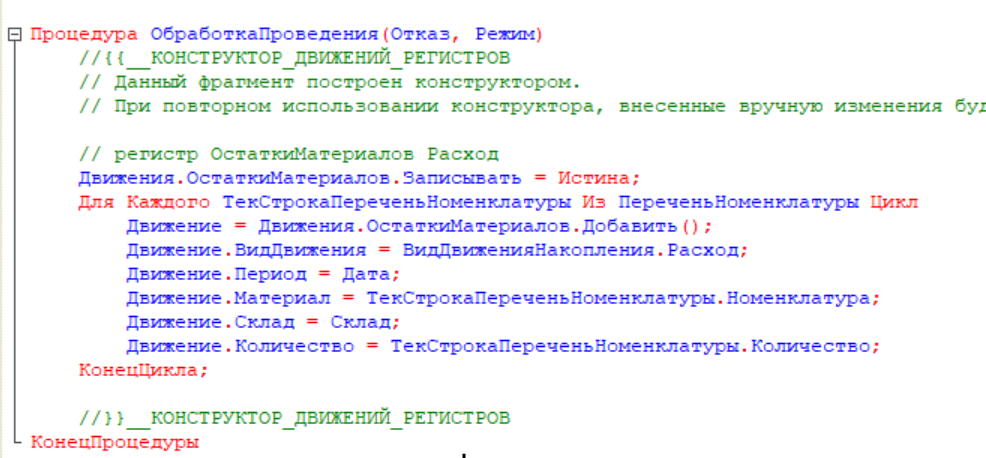 Процедура ОбработкаПроведения(Отказ, Режим)
//{{__КОНСТРУКТОР_ДВИЖЕНИЙ_РЕГИСТРОВ
// Данный фрагмент построен конструктором.
// При повторном использовании конструктора, внесенные вручную изменения буд
// регистр ОстаткиМатериалов Расход
Движения.ОстаткиМатериалов.Записывать = Истина;
Для Каждого ТекСтрокаПереченьНоменклатуры Из ПереченьНоменклатуры Цикл
Движение = Движения.ОстаткиМатериалов.Добавить();
Движение.ВидДвижения = ВидДвиженияНакопления.Расход;
Движение.Период = Дата;
Движение.Материал = ТекСтрокаПереченьНоменклатуры.Номенклатура;
Движение.Склад = Склад;
Движение.Количество = ТекСтрокаПереченьНоменклатуры.Количество;
КонецЦикла;
//}}__КОНСТРУКТОР_ДВИЖЕНИЙ_РЕГИСТРОВ
КонецПроцедуры